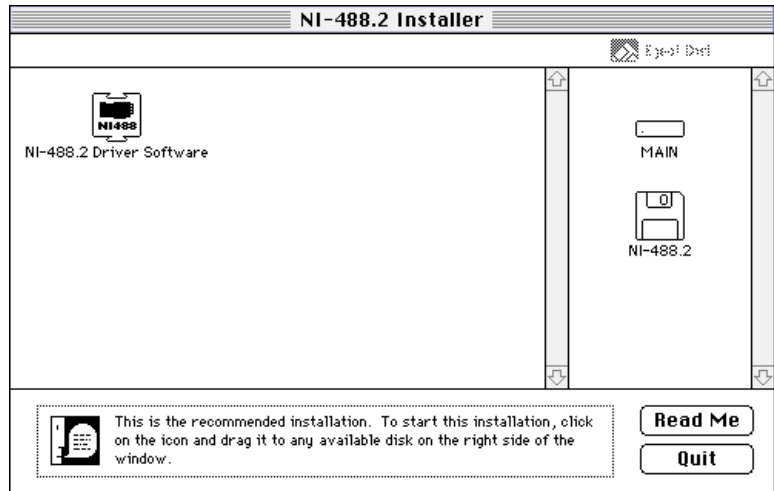 NI-488.2 Installer
Eject Disk
NI488
NI-488.2 Driver Software
MAIN
NI-488.2
This is the recommended installation. To start this installation, click
on the icon and drag it to any available disk on the right side of the
window.
Read Me
Quit